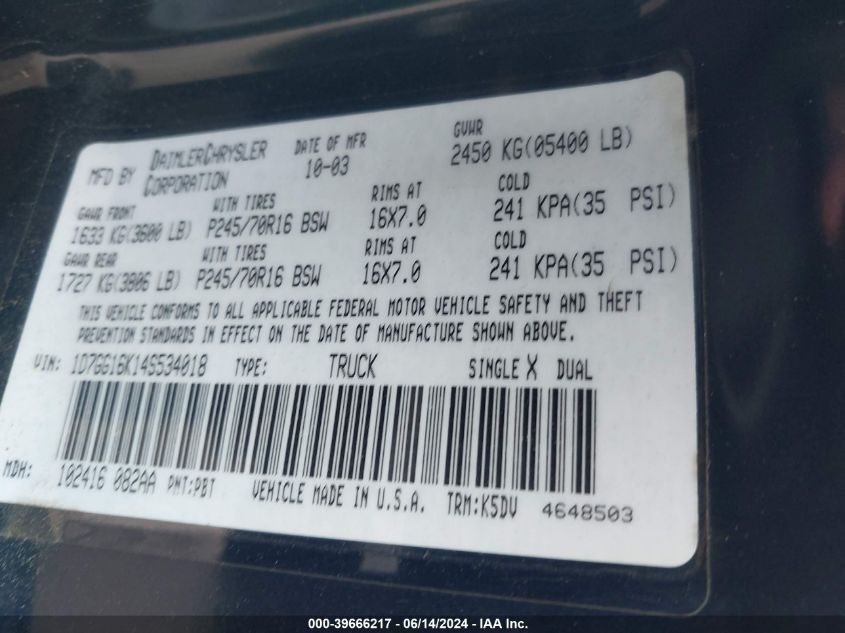 MFD BY DAIMLERCHRYSLER CORPORATION DATE OF MFR 10-03 GVWR 2450 KG(05400 LB)
GAWR FRONT WITH TIRES RIMS AT COLD
1633 KG(3600 LB) P245/70R16 BSW 16X7.0 241 KPA(35 PSI)
GAWR REAR WITH TIRES RIMS AT COLD
1727 KG(3806 LB) P245/70R16 BSW 16X7.0 241 KPA(35 PSI)
THIS VEHICLE CONFORMS TO ALL APPLICABLE FEDERAL MOTOR VEHICLE SAFETY AND THEFT
PREVENTION STANDARDS IN EFFECT ON THE DATE OF MANUFACTURE SHOWN ABOVE.
VIN: 1D7GG16K14S534018 TYPE: TRUCK SINGLE X DUAL
MDH: 102416 082AA PNT:PBT VEHICLE MADE IN U.S.A. TRM:K5DV 4648503
000-39666217 - 06/14/2024 - IAA Inc.